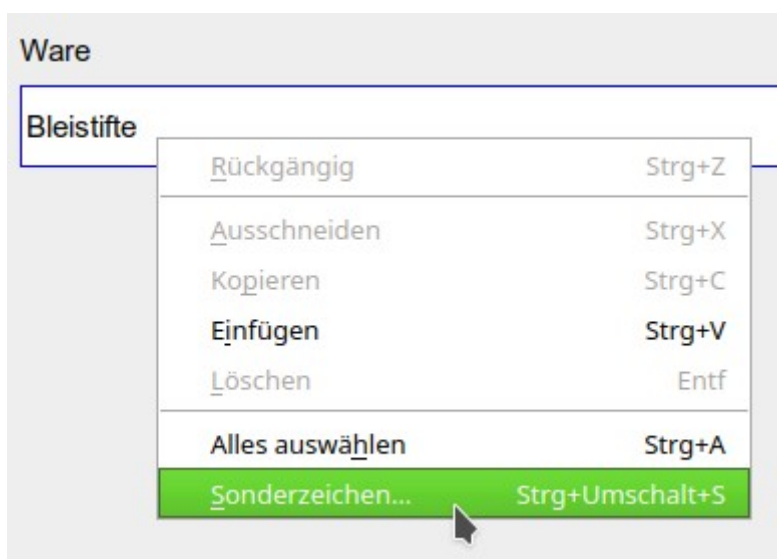 Ware
Bleistifte
Rückgängig Strg+Z
Ausschneiden Strg+X
Kopieren Strg+C
Einfügen Strg+V
Löschen Entf
Alles auswählen Strg+A
Sonderzeichen... Strg+Umschalt+S